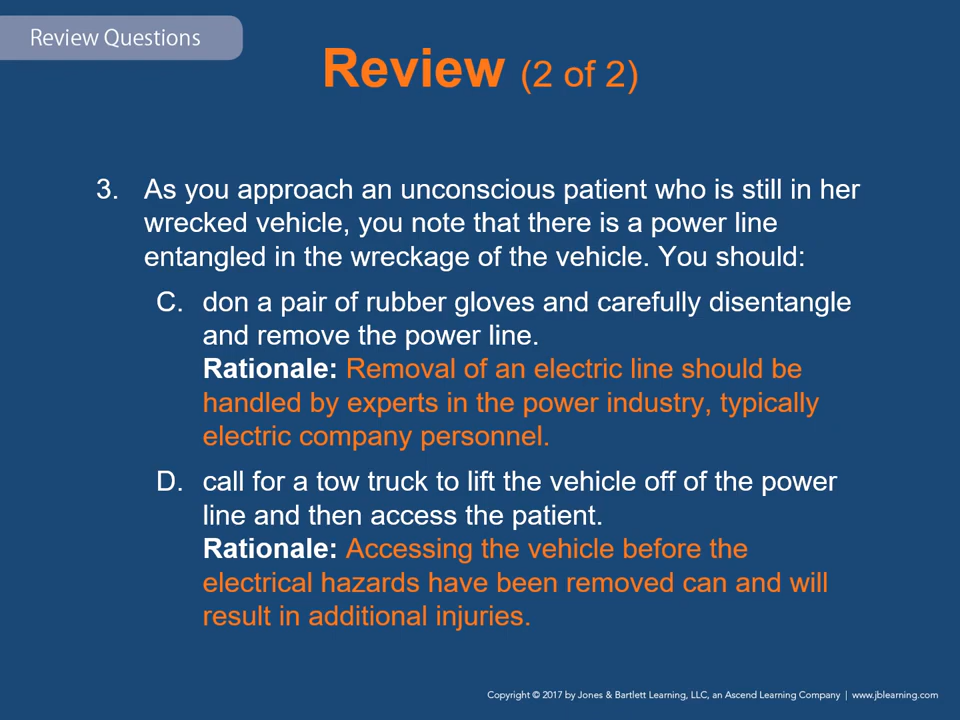 Review Questions
Review (2 of 2)
3. As you approach an unconscious patient who is still in her
wrecked vehicle, you note that there is a power line
entangled in the wreckage of the vehicle. You should:
C. don a pair of rubber gloves and carefully disentangle
and remove the power line.
Rationale: Removal of an electric line should be
handled by experts in the power industry, typically
electric company personnel.
D. call for a tow truck to lift the vehicle off of the power
line and then access the patient.
Rationale: Accessing the vehicle before the
electrical hazards have been removed can and will
result in additional injuries.
Copyright © 2017 by Jones & Bartlett Learning, LLC, an Ascend Learning Company | www.jblearning.com